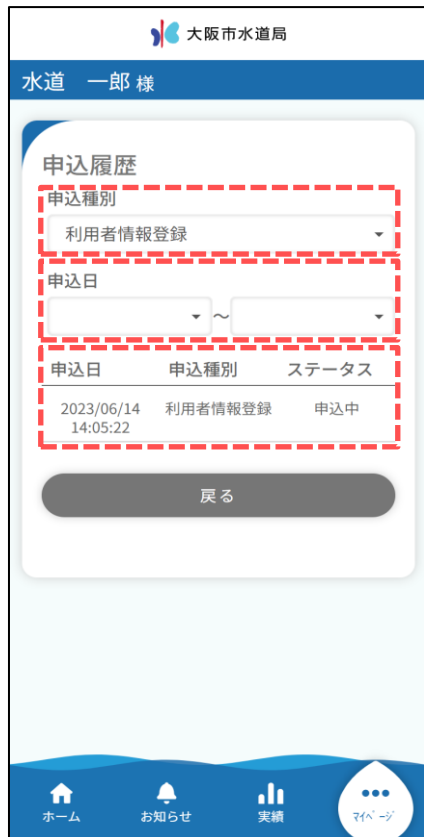 大阪市水道局
水道　一郎 様
申込履歴
申込種別
利用者情報登録
申込日
～
申込日 申込種別 ステータス
2023/06/14 利用者情報登録 申込中
14:05:22
戻る
ホーム お知らせ 実績 ﾏｲﾍﾟｰｼﾞ